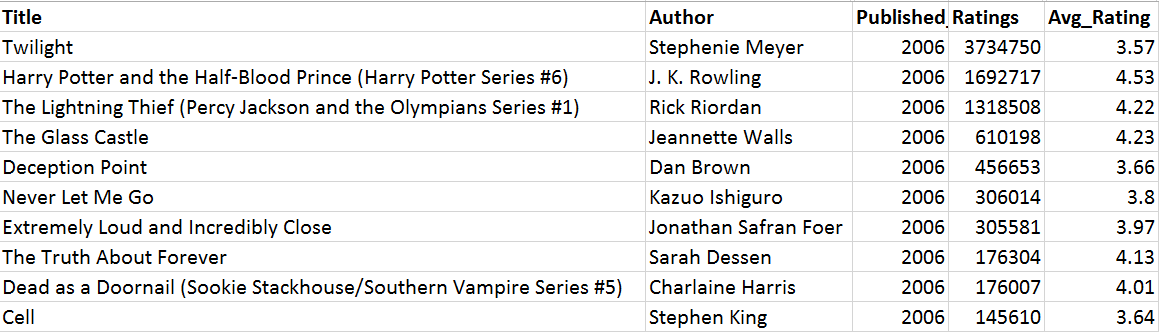 Title Author Published_ Ratings Avg_Rating
Twilight Stephenie Meyer 2006 3734750 3.57
Harry Potter and the Half-Blood Prince (Harry Potter Series #6) J. K. Rowling 2006 1692717 4.53
The Lightning Thief (Percy Jackson and the Olympians Series #1) Rick Riordan 2006 1318508 4.22
The Glass Castle Jeannette Walls 2006 610198 4.23
Deception Point Dan Brown 2006 456653 3.66
Never Let Me Go Kazuo Ishiguro 2006 306014 3.8
Extremely Loud and Incredibly Close Jonathan Safran Foer 2006 305581 3.97
The Truth About Forever Sarah Dessen 2006 176304 4.13
Dead as a Doornail (Sookie Stackhouse/Southern Vampire Series #5) Charlaine Harris 2006 176007 4.01
Cell Stephen King 2006 145610 3.64